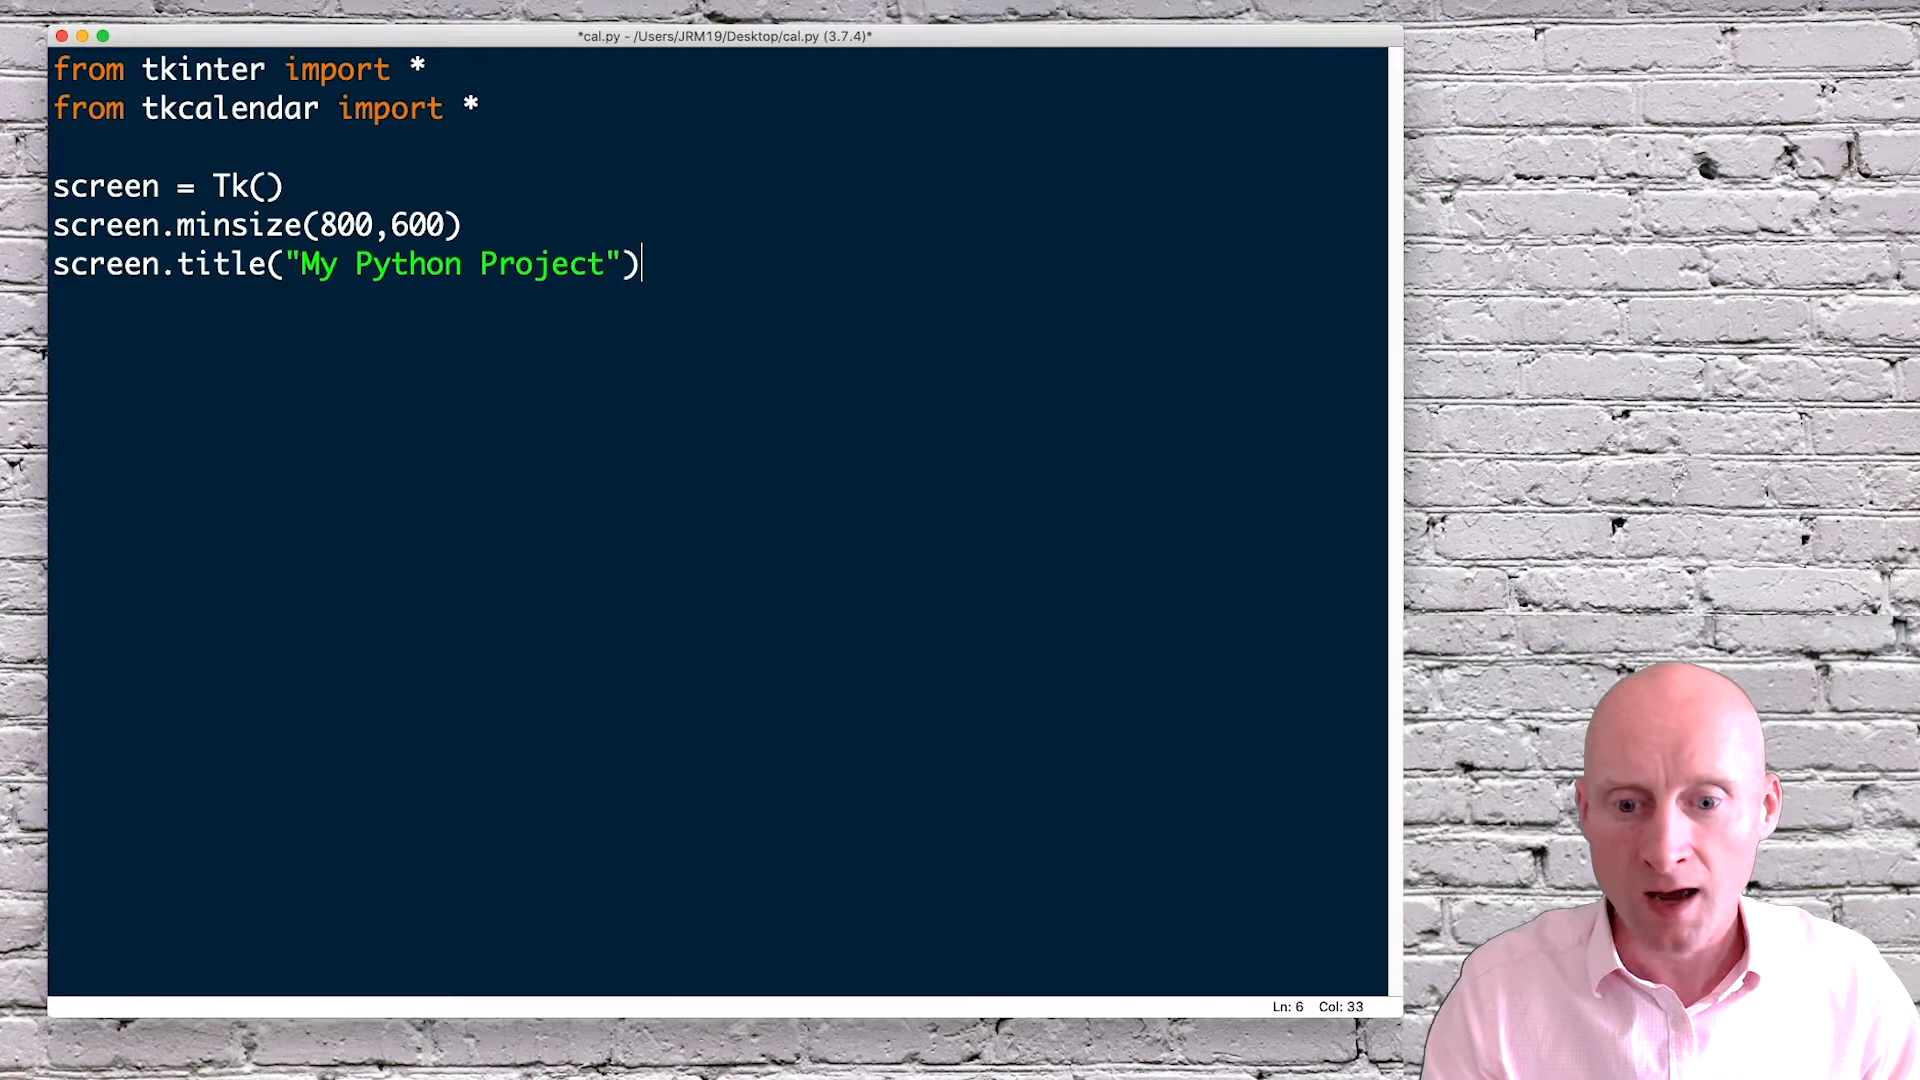 *cal.py - /Users/JRM19/Desktop/cal.py (3.7.4)*
from tkinter import *
from tkcalendar import *
screen = Tk()
screen.minsize(800,600)
screen.title("My Python Project")
Ln: 6 Col: 33